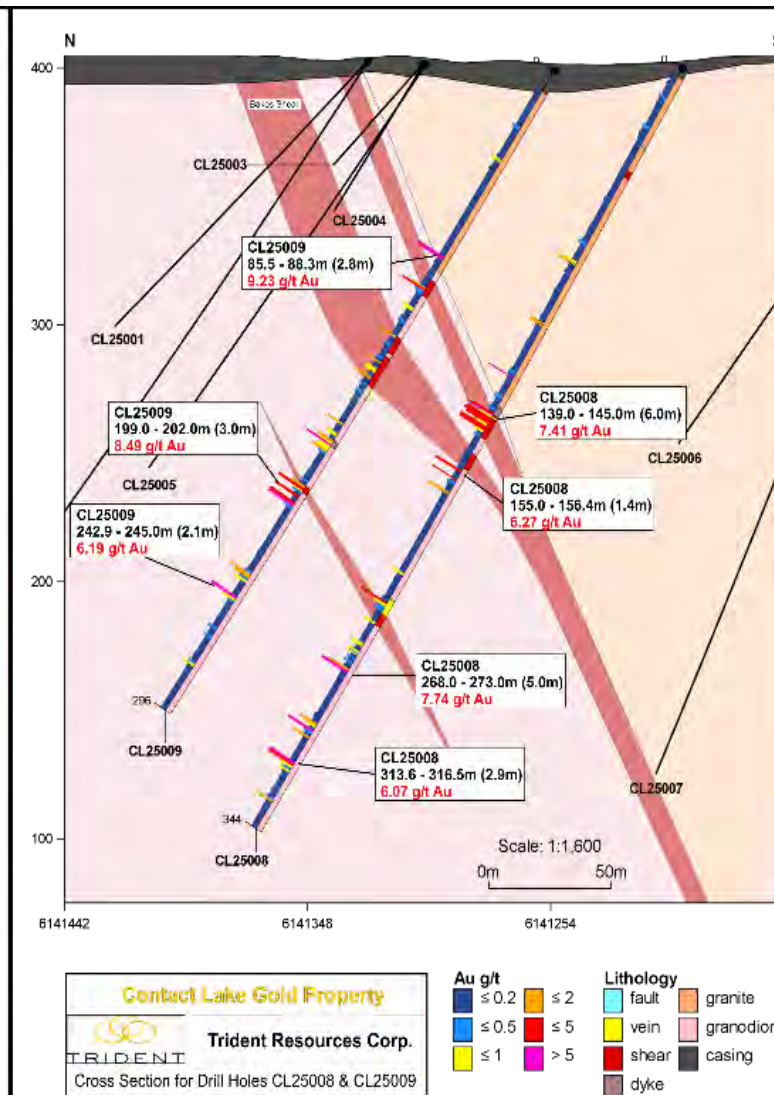 N
S
400
Bakos Shear
CL25003
CL25004
CL25009
85.5 - 88.3m (2.8m)
9.23 g/t Au
300
CL25001
CL25009
199.0 - 202.0m (3.0m)
8.49 g/t Au
CL25008
139.0 - 145.0m (6.0m)
7.41 g/t Au
CL25006
CL25005
CL25008
155.0 - 156.4m (1.4m)
6.27 g/t Au
CL25009
242.9 - 245.0m (2.1m)
6.19 g/t Au
200
CL25008
268.0 - 273.0m (5.0m)
7.74 g/t Au
296
CL25009
CL25008
313.6 - 316.5m (2.9m)
6.07 g/t Au
CL25007
344
100
CL25008
Scale: 1:1,600
0m 50m
6141442 6141348 6141254
Contact Lake Gold Property
TRIDENT
Trident Resources Corp.
Cross Section for Drill Holes CL25008 & CL25009
Au g/t
≤ 0.2 ≤ 2
≤ 0.5 ≤ 5
≤ 1 > 5
Lithology
fault granite
vein granodior
shear casing
dyke